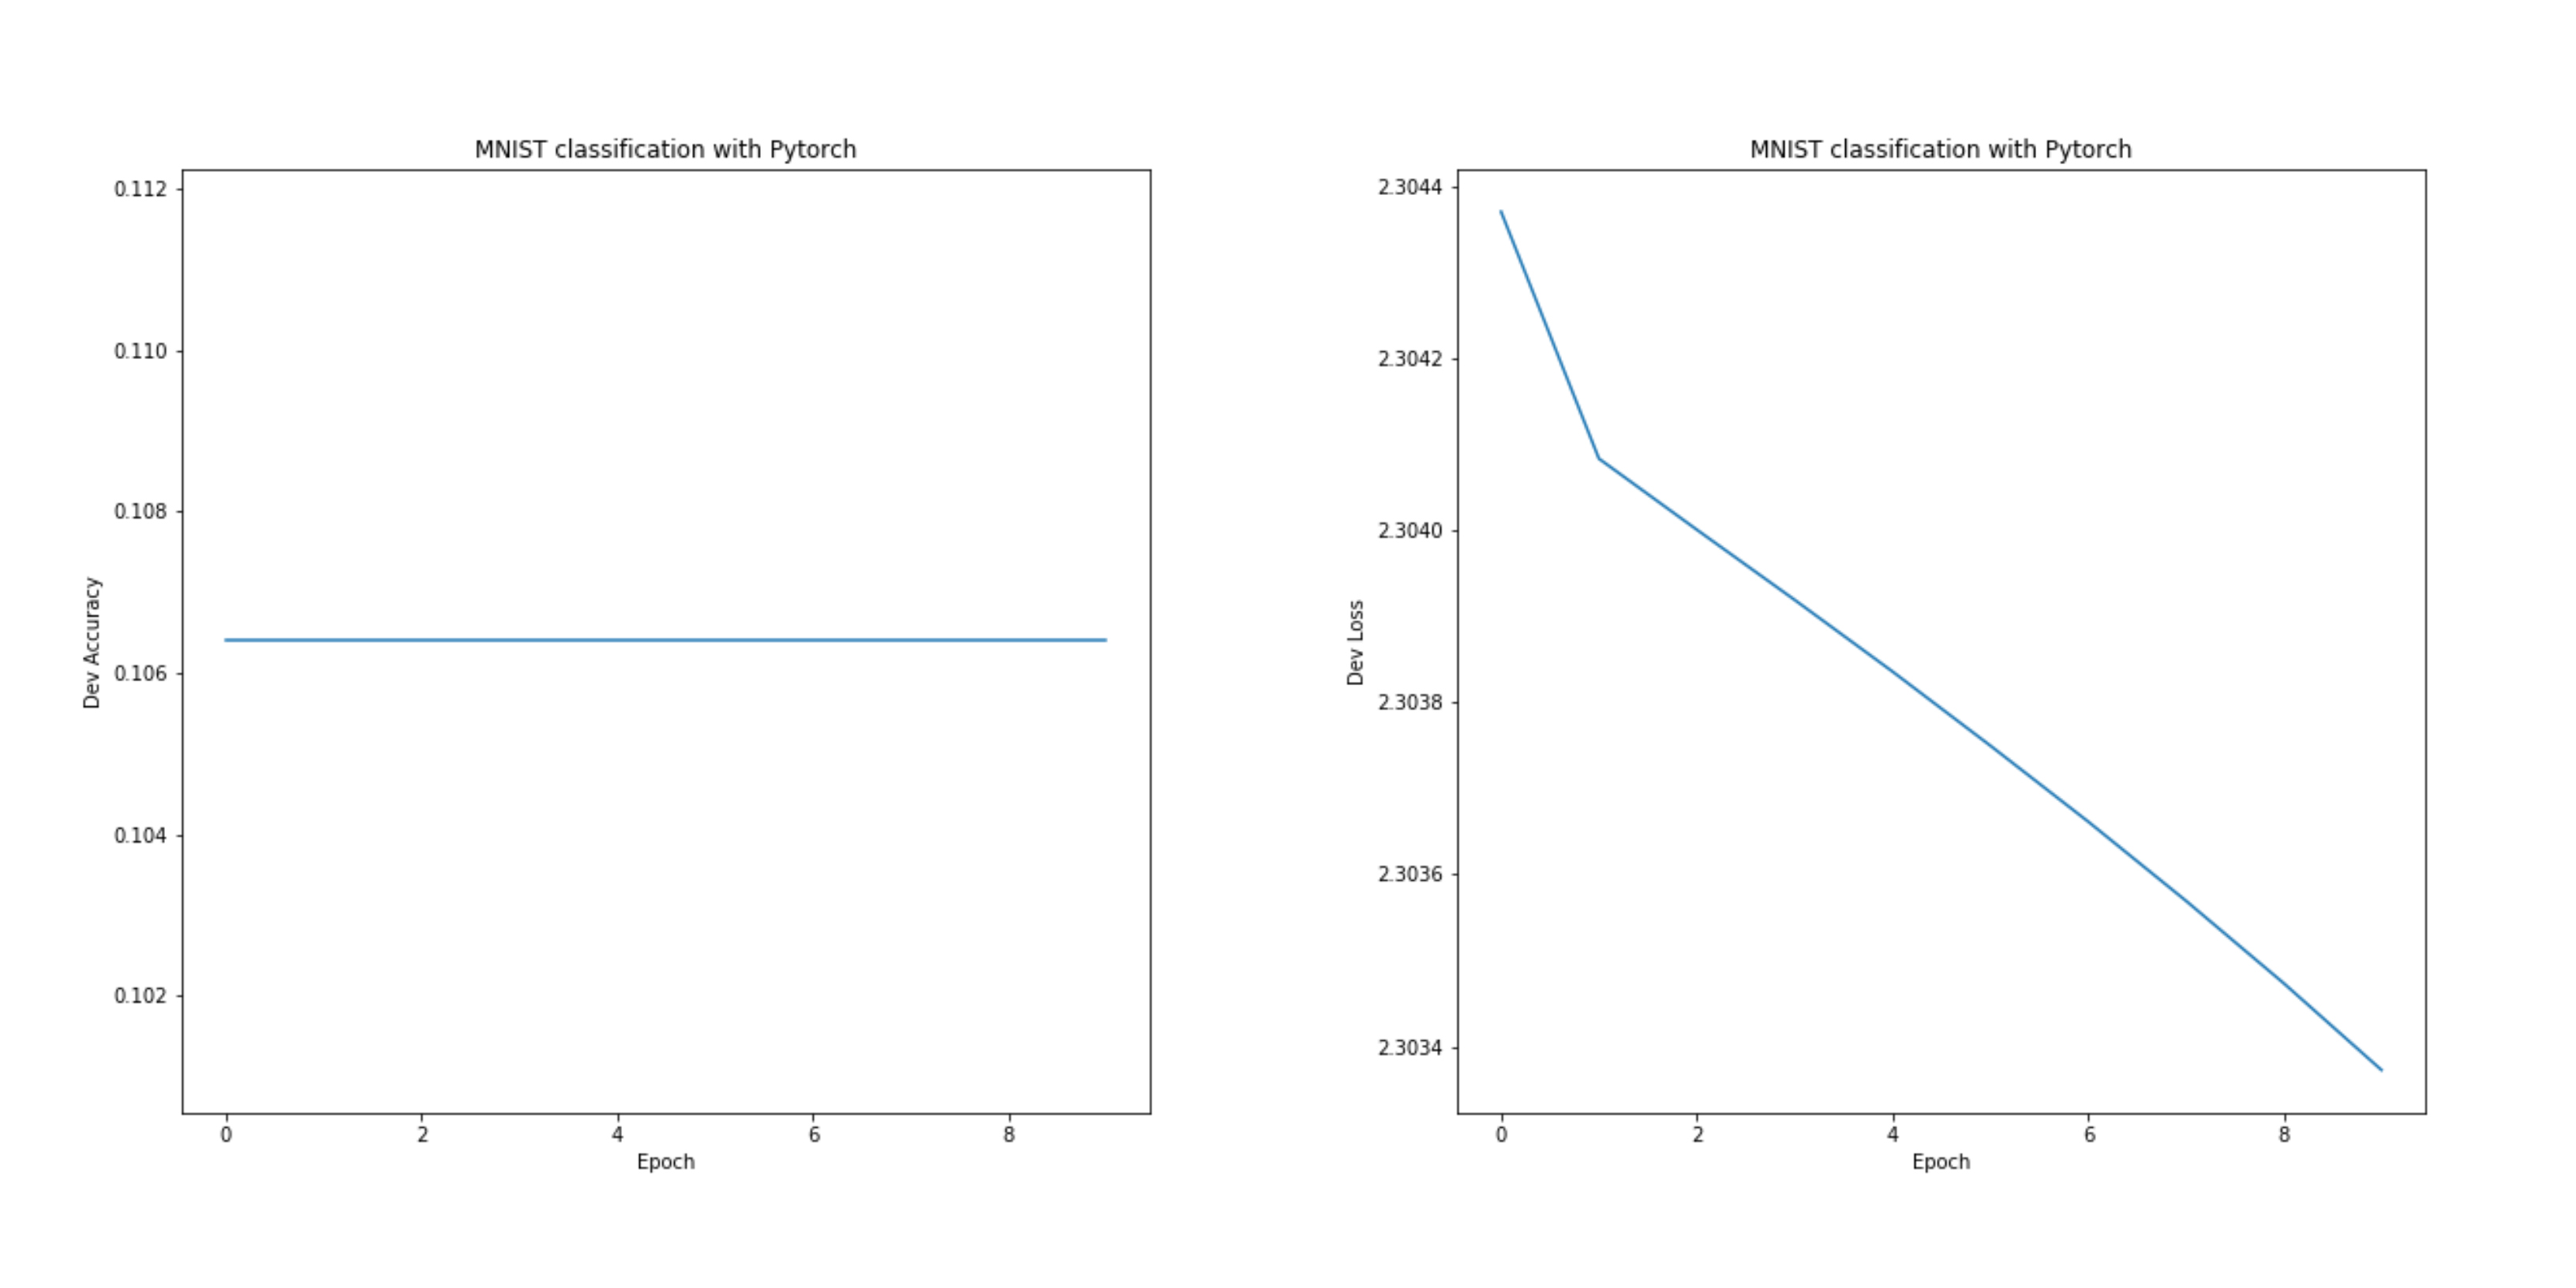 MNIST classification with Pytorch
0.112
0.110
0.108
0.106
0.104
0.102
Dev Accuracy
0 2 4 6 8
Epoch
MNIST classification with Pytorch
2.3044
2.3042
2.3040
2.3038
2.3036
2.3034
Dev Loss
0 2 4 6 8
Epoch